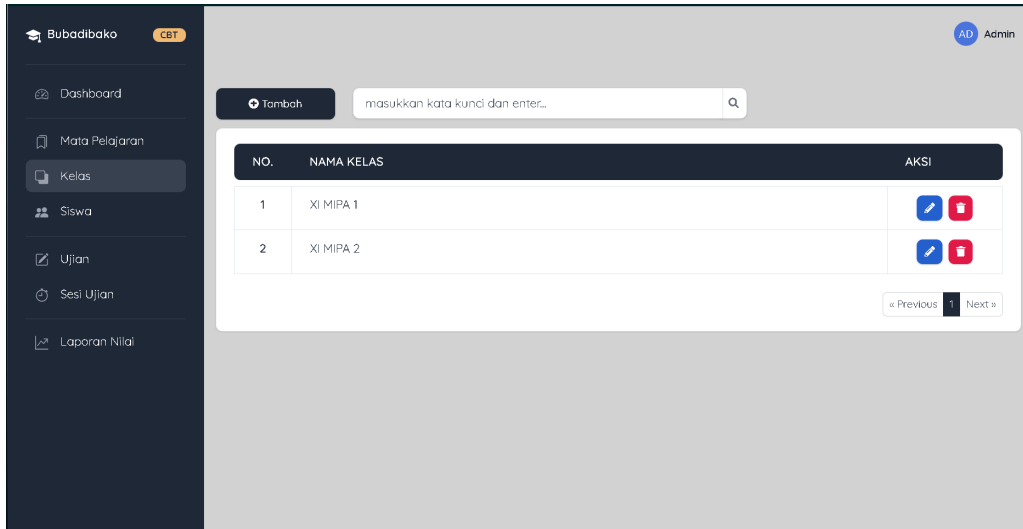 Bubadibako CBT
AD Admin
Dashboard
Mata Pelajaran
Kelas
Siswa
Ujian
Sesi Ujian
Laporan Nilai
Tambah
masukkan kata kunci dan enter...
NO. NAMA KELAS AKSI
1 XI MIPA 1
2 XI MIPA 2
« Previous 1 Next »